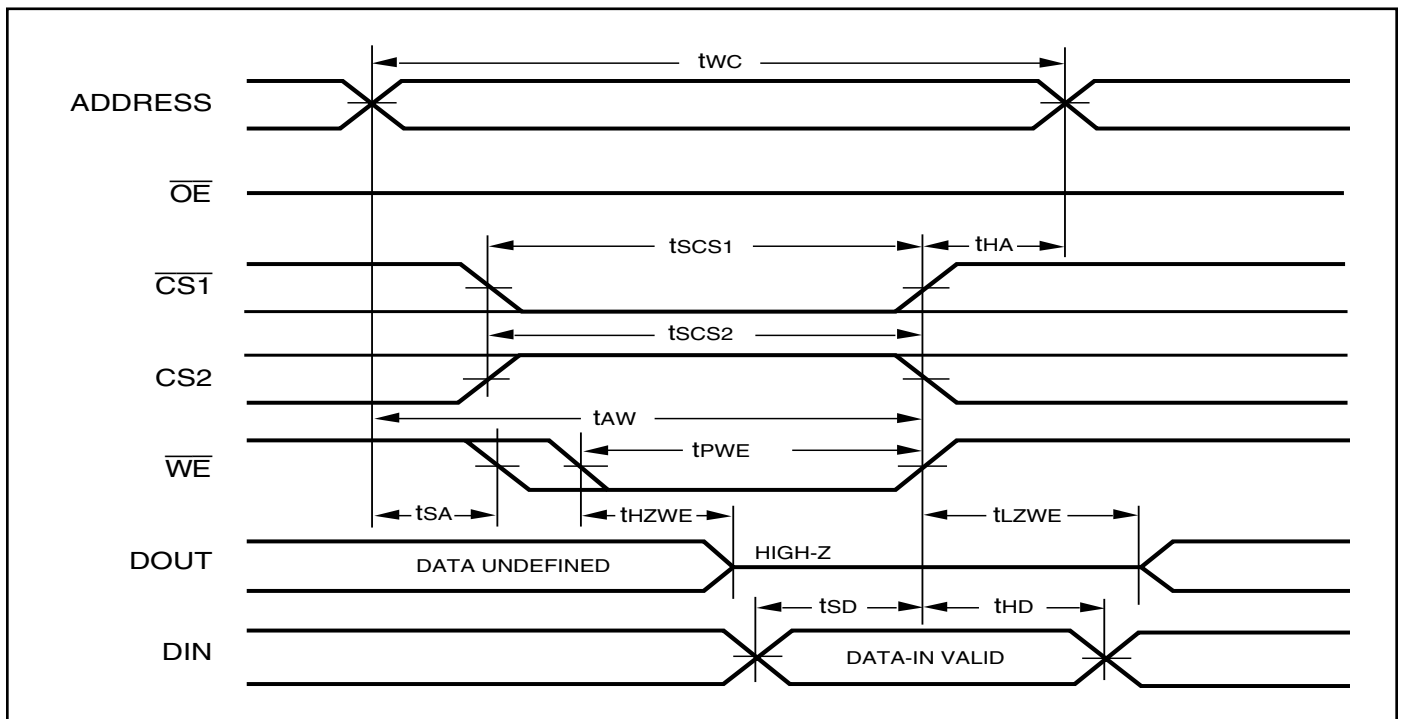 tWC
ADDRESS
OE
tSCS1
tHA
CS1
tSCS2
CS2
tAW
tPWE
WE
tSA
tHZWE
tLZWE
DOUT
DATA UNDEFINED
HIGH-Z
tSD
tHD
DIN
DATA-IN VALID